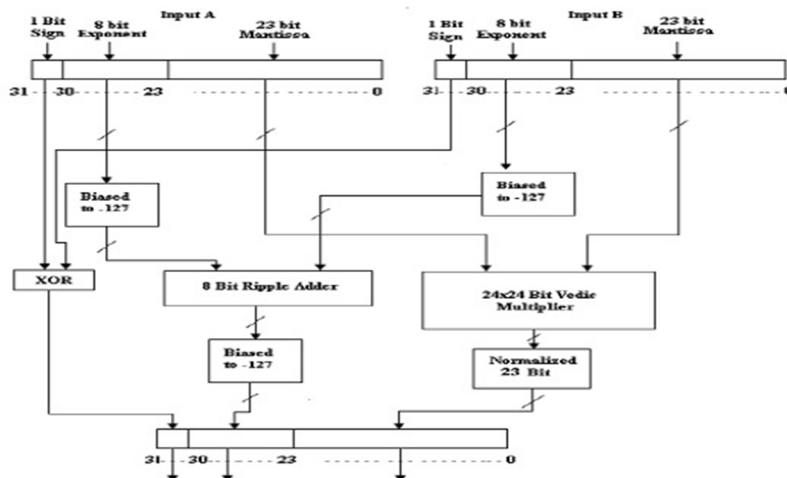 Input A
Input B
1 Bit
Sign
8 bit
Exponent
23 bit
Mantissa
1 Bit
Sign
8 bit
Exponent
23 bit
Mantissa
31 30 23 0
31 30 23 0
Biased
to -127
Biased
to -127
XOR
8 Bit Ripple Adder
24x24 Bit Vedic
Multiplier
Biased
to -127
Normalized
23 Bit
31 30 23 0